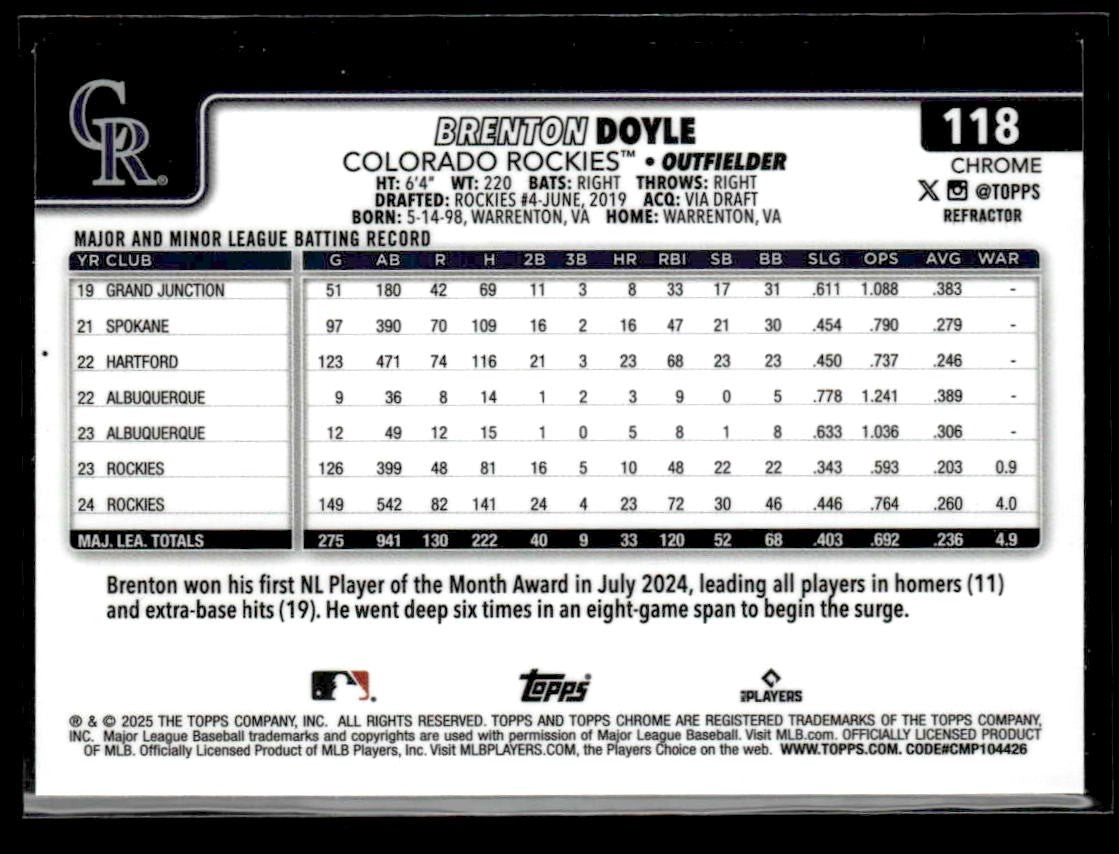 CR®
BRENTON DOYLE
118
COLORADO ROCKIES™ • OUTFIELDER
CHROME
HT: 6'4" WT: 220 BATS: RIGHT THROWS: RIGHT
X @TOPPS
DRAFTED: ROCKIES #4-JUNE, 2019 ACQ: VIA DRAFT
REFRACTOR
BORN: 5-14-98, WARRENTON, VA HOME: WARRENTON, VA
MAJOR AND MINOR LEAGUE BATTING RECORD
YR CLUB G AB R H 2B 3B HR RBI SB BB SLG OPS AVG WAR
19 GRAND JUNCTION 51 180 42 69 11 3 8 33 17 31 .611 1.088 .383 -
21 SPOKANE 97 390 70 109 16 2 16 47 21 30 .454 .790 .279 -
22 HARTFORD 123 471 74 116 21 3 23 68 23 23 .450 .737 .246 -
22 ALBUQUERQUE 9 36 8 14 1 2 3 9 0 5 .778 1.241 .389 -
23 ALBUQUERQUE 12 49 12 15 1 0 5 8 1 8 .633 1.036 .306 -
23 ROCKIES 126 399 48 81 16 5 10 48 22 22 .343 .593 .203 0.9
24 ROCKIES 149 542 82 141 24 4 23 72 30 46 .446 .764 .260 4.0
MAJ. LEA. TOTALS 275 941 130 222 40 9 33 120 52 68 .403 .692 .236 4.9
Brenton won his first NL Player of the Month Award in July 2024, leading all players in homers (11)
and extra-base hits (19). He went deep six times in an eight-game span to begin the surge.
Topps
MLB PLAYERS
® & © 2025 THE TOPPS COMPANY, INC. ALL RIGHTS RESERVED. TOPPS AND TOPPS CHROME ARE REGISTERED TRADEMARKS OF THE TOPPS COMPANY,
INC. Major League Baseball trademarks and copyrights are used with permission of Major League Baseball. Visit MLB.com. OFFICIALLY LICENSED PRODUCT
OF MLB. Officially Licensed Product of MLB Players, Inc. Visit MLBPLAYERS.COM, the Players Choice on the web. WWW.TOPPS.COM. CODE#CMP104426